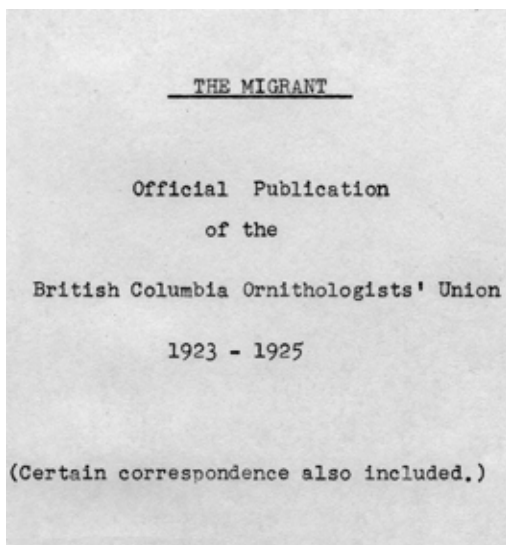 THE MIGRANT
Official Publication
of the
British Columbia Ornithologists' Union
1923 - 1925
(Certain correspondence also included.)